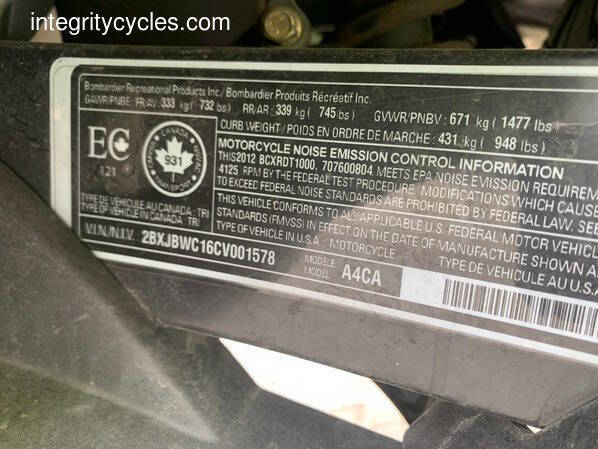 integritycycles.com
Bombardier Recreational Products Inc./ Bombardier Produits Récréatif Inc.
GAWR/PNBE: FR/AV: 333 kg ( 732 lbs) RR/AR: 339 kg ( 745 lbs) GVWR/PNBV: 671 kg ( 1477 lbs)
CURB WEIGHT / POIDS EN ORDRE DE MARCHE: 431 kg ( 948 lbs)
EC
121
CANADA
931
TRANSPORT
MOTORCYCLE NOISE EMISSION CONTROL INFORMATION
THIS 2012 BCXRDT1000, 707600804, MEETS EPA NOISE EMISSION REQUIREM
4125 RPM BY THE FEDERAL TEST PROCEDURE. MODIFICATIONS WHICH CAUSE
TO EXCEED FEDERAL NOISE STANDARDS ARE PROHIBITED BY FEDERAL LAW. SEE
THIS VEHICLE CONFORMS TO ALL APPLICABLE U.S. FEDERAL MOTOR VEHICL
STANDARDS (FMVSS) IN EFFECT ON THE DATE OF MANUFACTURE SHOWN A
TYPE DE VEHICULE AU CANADA: TRI
TYPE OF VEHICLE IN CANADA: TRI
TYPE OF VEHICLE IN U.S.A.: MOTORCYCLE TYPE DE VEHICULE AU U.S.A
V.I.N./N.I.V. 2BXJBWC16CV001578
MODELE
MODEL A4CA